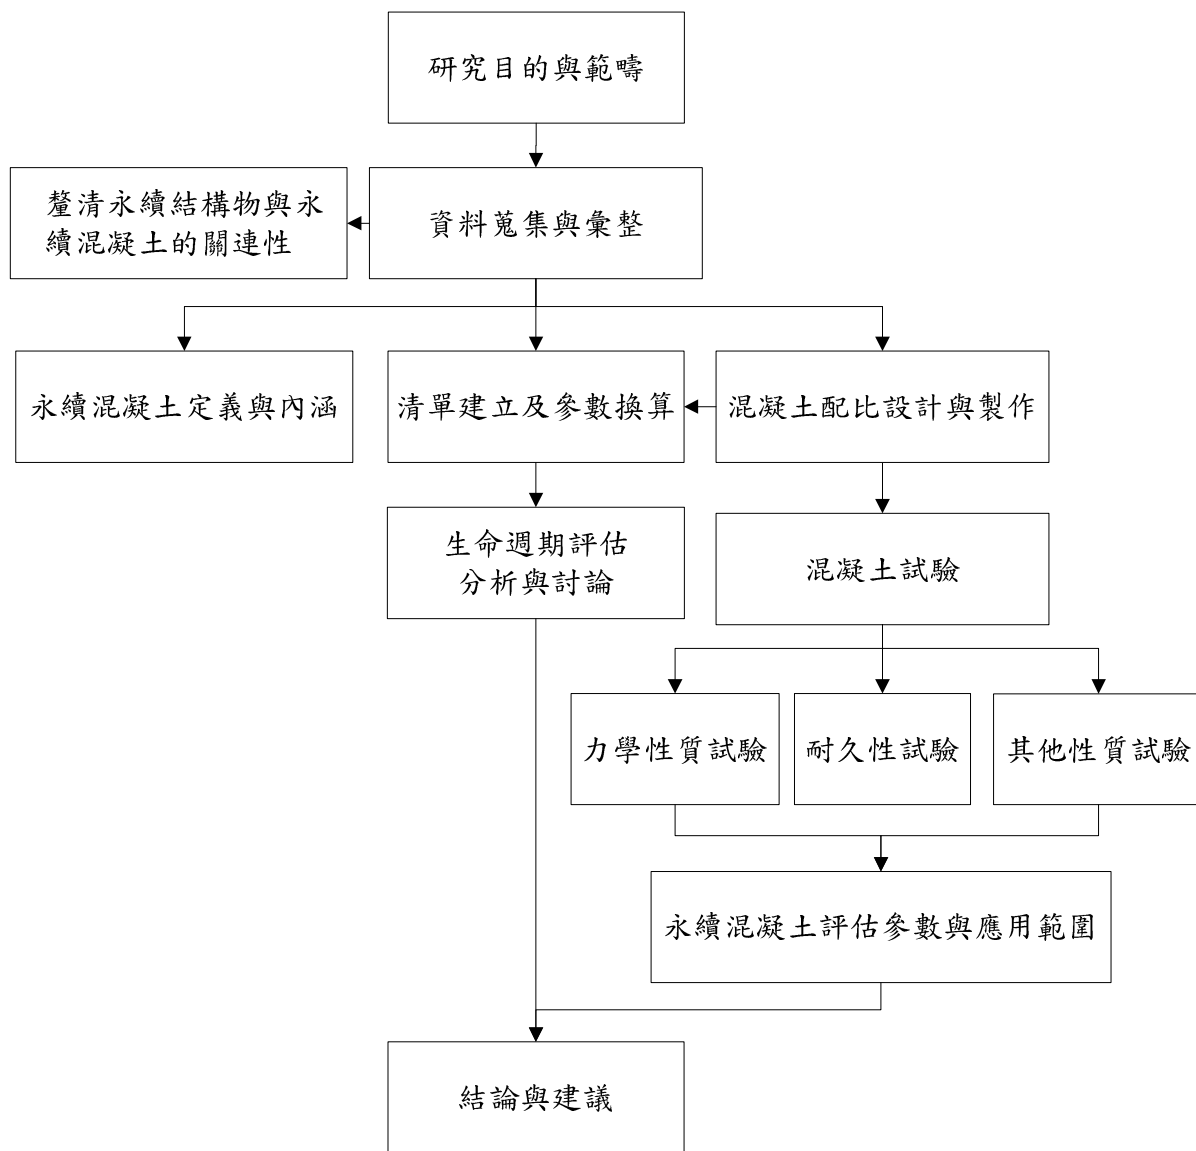 研究目的與範疇
釐清永續結構物與永
續混凝土的關連性
資料蒐集與彙整
永續混凝土定義與內涵
清單建立及參數換算
混凝土配比設計與製作
生命週期評估
分析與討論
混凝土試驗
力學性質試驗
耐久性試驗
其他性質試驗
永續混凝土評估參數與應用範圍
結論與建議